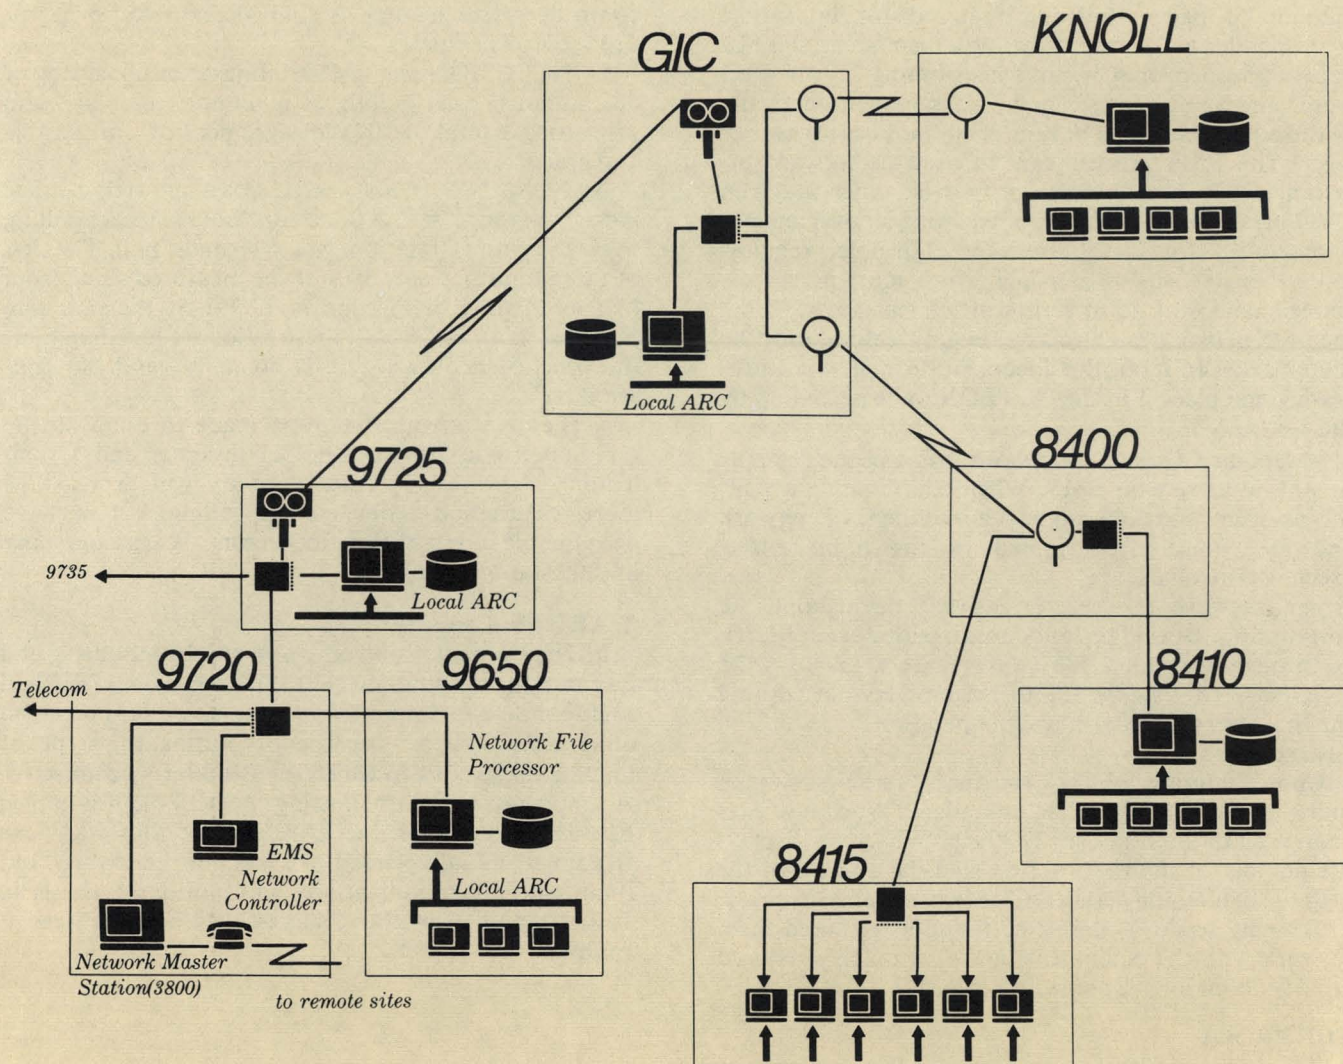 GIC
KNOLL
Local ARC
9725
8400
9735
Local ARC
9720
9650
8410
Telecom
Network File
Processor
EMS
Network
Controller
Local ARC
8415
Network Master
Station(3800)
to remote sites